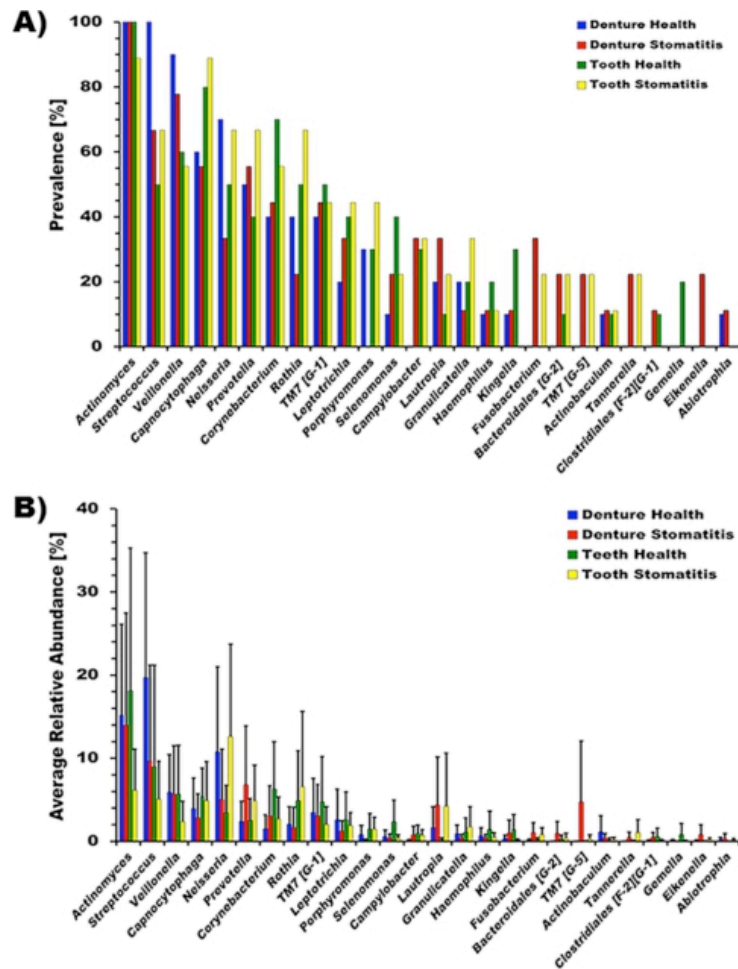 A)
Denture Health
Denture Stomatitis
Tooth Health
Tooth Stomatitis
Prevalence [%]
100
80
60
40
20
0
Actinomyces
Streptococcus
Veillonella
Capnocytophaga
Neisseria
Prevotella
Corynebacterium
Rothia
TM7 [G-1]
Leptotrichia
Porphyromonas
Selenomonas
Campylobacter
Lautropia
Granulicatella
Haemophilus
Kingella
Fusobacterium
Bacteroidales [G-2]
TM7 [G-5]
Actinobaculum
Tannerella
Clostridiales [F-2][G-1]
Gemella
Eikenella
Abiotrophia
B)
Denture Health
Denture Stomatitis
Teeth Health
Tooth Stomatitis
Average Relative Abundance [%]
40
30
20
10
0
Actinomyces
Streptococcus
Veillonella
Capnocytophaga
Neisseria
Prevotella
Corynebacterium
Rothia
TM7 [G-1]
Leptotrichia
Porphyromonas
Selenomonas
Campylobacter
Lautropia
Granulicatella
Haemophilus
Kingella
Fusobacterium
Bacteroidales [G-2]
TM7 [G-5]
Actinobaculum
Tannerella
Clostridiales [F-2][G-1]
Gemella
Eikenella
Abiotrophia